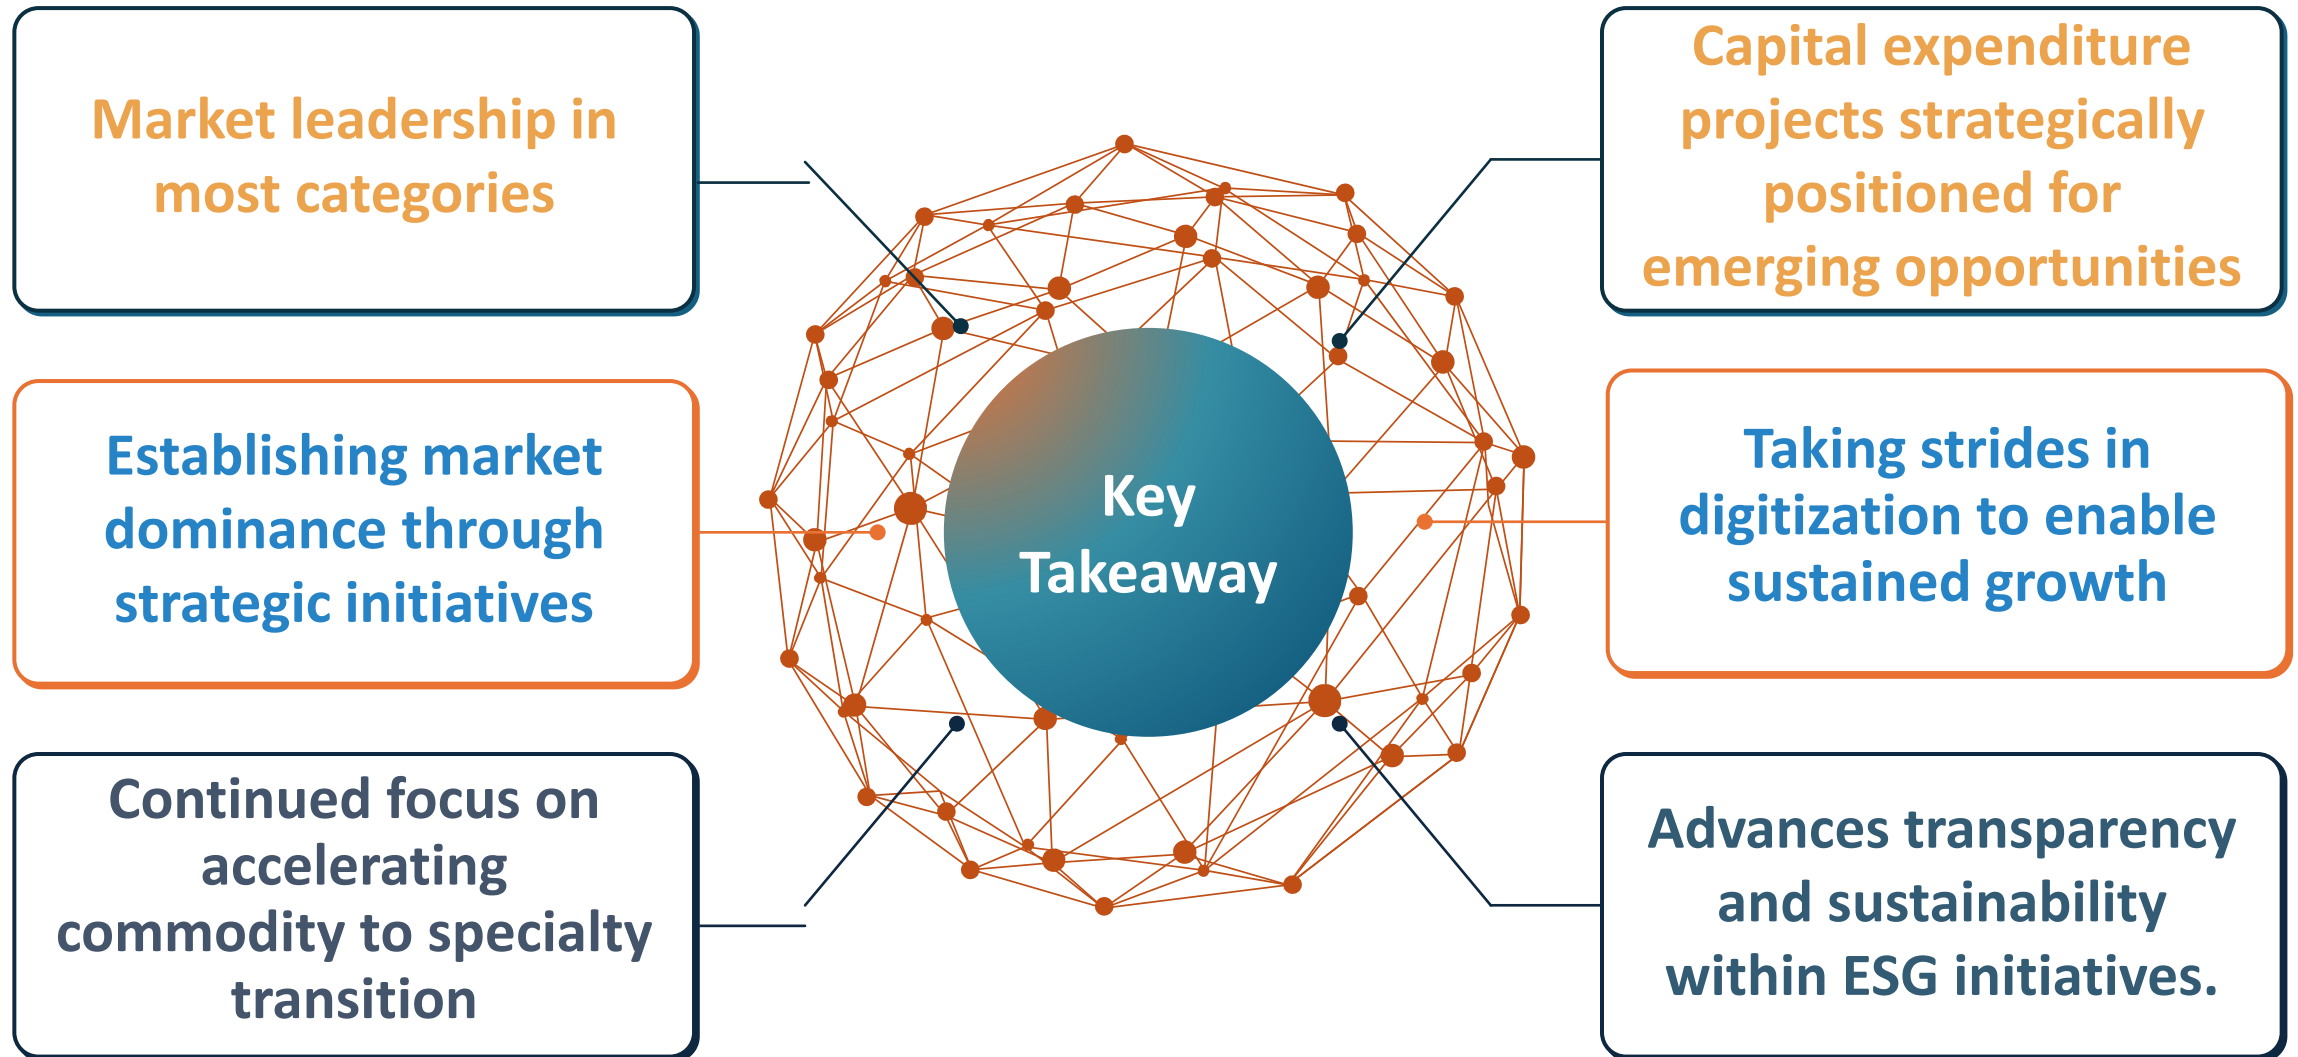 Market leadership in
most categories
Establishing market
dominance through
strategic initiatives
Continued focus on
accelerating
commodity to specialty
transition
Key
Takeaway
Capital expenditure
projects strategically
positioned for
emerging opportunities
Taking strides in
digitization to enable
sustained growth
Advances transparency
and sustainability
within ESG initiatives.